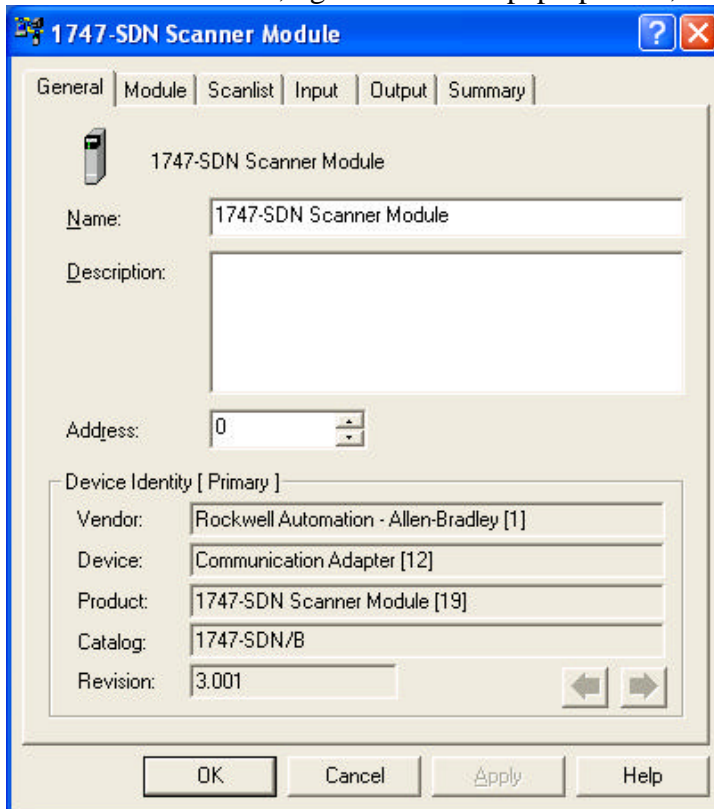 1747-SDN Scanner Module
General Module Scanlist Input Output Summary
1747-SDN Scanner Module
Name: 1747-SDN Scanner Module
Description:
Address: 0
Device Identity [ Primary ]
Vendor: Rockwell Automation - Allen-Bradley [1]
Device: Communication Adapter [12]
Product: 1747-SDN Scanner Module [19]
Catalog: 1747-SDN/B
Revision: 3.001
OK Cancel Apply Help